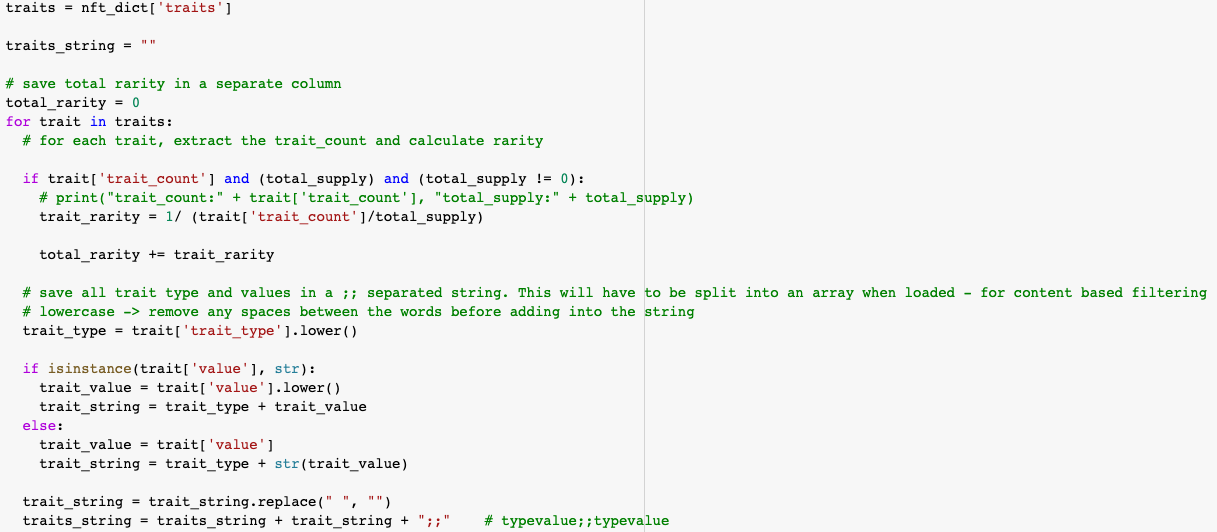 traits = nft_dict['traits']
traits_string = ""
# save total rarity in a separate column
total_rarity = 0
for trait in traits:
  # for each trait, extract the trait_count and calculate rarity
  if trait['trait_count'] and (total_supply) and (total_supply != 0):
    # print("trait_count:" + trait['trait_count'], "total_supply:" + total_supply)
    trait_rarity = 1/ (trait['trait_count']/total_supply)
    total_rarity += trait_rarity
  # save all trait type and values in a ;; separated string. This will have to be split into an array when loaded - for content based filtering
  # lowercase -> remove any spaces between the words before adding into the string
  trait_type = trait['trait_type'].lower()
  if isinstance(trait['value'], str):
    trait_value = trait['value'].lower()
    trait_string = trait_type + trait_value
  else:
    trait_value = trait['value']
    trait_string = trait_type + str(trait_value)
  trait_string = trait_string.replace(" ", "")
  traits_string = traits_string + trait_string + ";;"    # typevalue;;typevalue